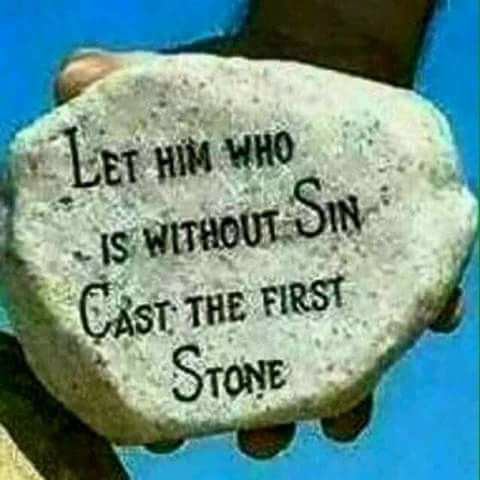 Let him who
is without Sin
Cast the first
Stone